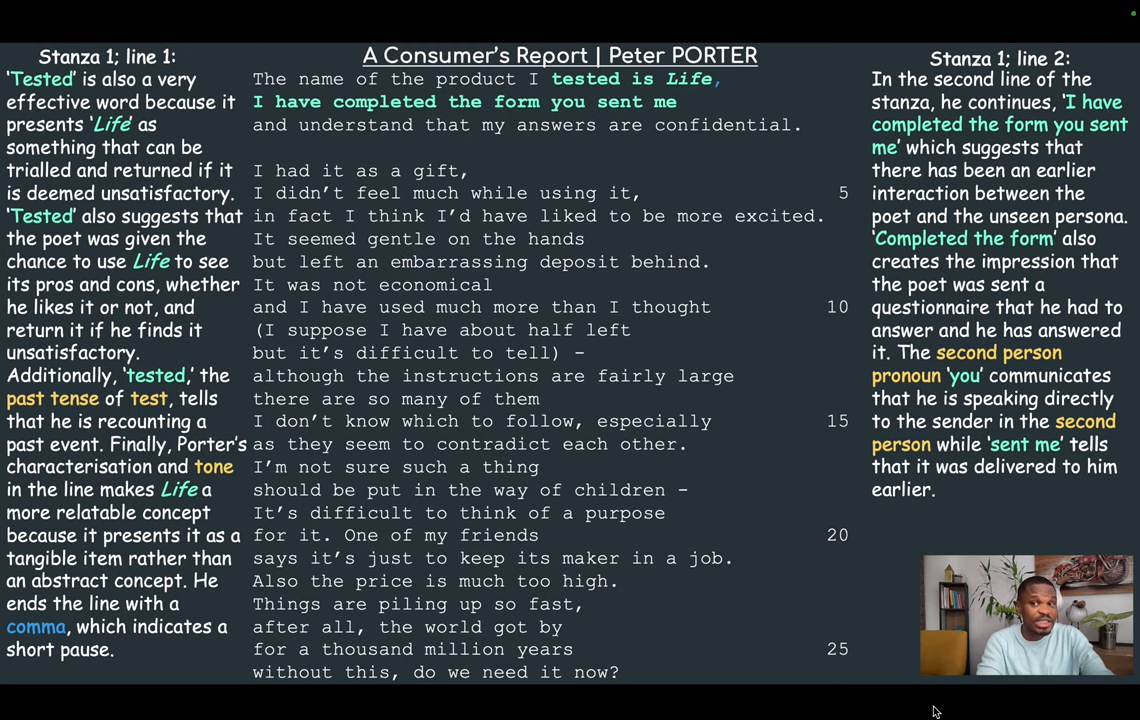 Stanza 1; line 1:
'Tested' is also a very
effective word because it
presents 'Life' as
something that can be
trialled and returned if it
is deemed unsatisfactory.
'Tested' also suggests that
the poet was given the
chance to use Life to see
its pros and cons, whether
he likes it or not, and
return it if he finds it
unsatisfactory.
Additionally, 'tested,' the
past tense of test, tells
that he is recounting a
past event. Finally, Porter's
characterisation and tone
in the line makes Life a
more relatable concept
because it presents it as a
tangible item rather than
an abstract concept. He
ends the line with a
comma, which indicates a
short pause.
A Consumer's Report | Peter PORTER
The name of the product I tested is Life,
I have completed the form you sent me
and understand that my answers are confidential.
I had it as a gift,
I didn't feel much while using it, 5
in fact I think I'd have liked to be more excited.
It seemed gentle on the hands
but left an embarrassing deposit behind.
It was not economical
and I have used much more than I thought 10
(I suppose I have about half left
but it's difficult to tell) -
although the instructions are fairly large
there are so many of them
I don't know which to follow, especially 15
as they seem to contradict each other.
I'm not sure such a thing
should be put in the way of children -
It's difficult to think of a purpose
for it. One of my friends 20
says it's just to keep its maker in a job.
Also the price is much too high.
Things are piling up so fast,
after all, the world got by
for a thousand million years 25
without this, do we need it now?
Stanza 1; line 2:
In the second line of the
stanza, he continues, 'I have
completed the form you sent
me' which suggests that
there has been an earlier
interaction between the
poet and the unseen persona.
'Completed the form' also
creates the impression that
the poet was sent a
questionnaire that he had to
answer and he has answered
it. The second person
pronoun 'you' communicates
that he is speaking directly
to the sender in the second
person while 'sent me' tells
that it was delivered to him
earlier.